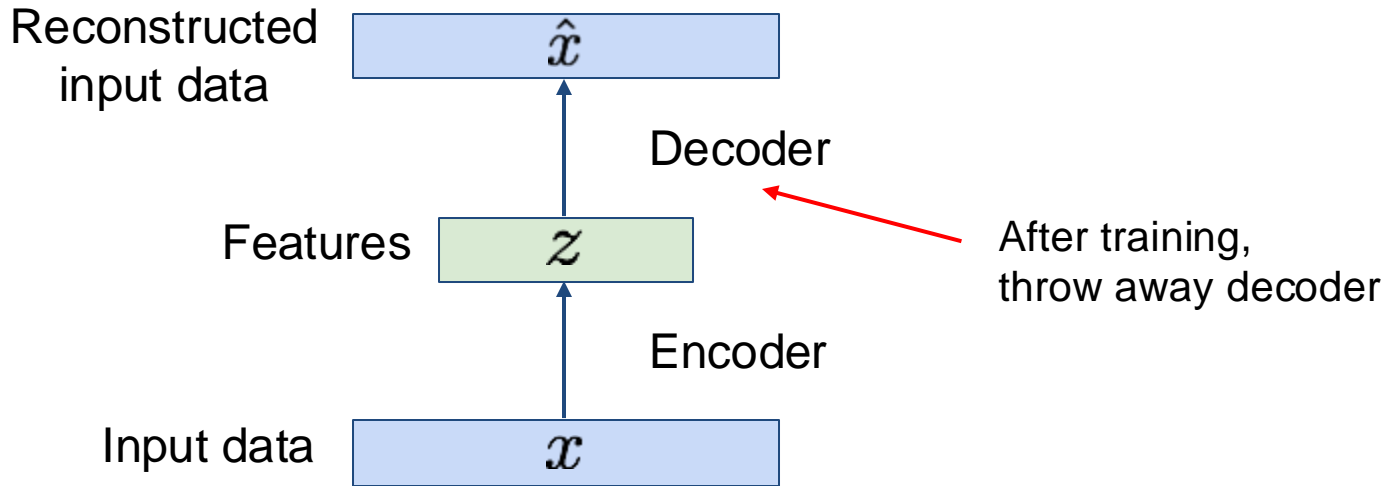 Reconstructed
input data
x̂
Decoder
Features
z
After training,
throw away decoder
Encoder
Input data
x